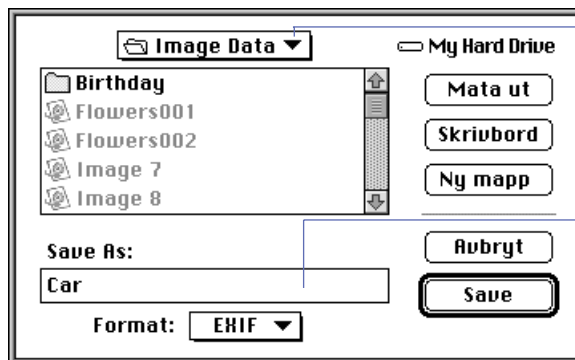 Image Data
My Hard Drive
Birthday
Flowers001
Flowers002
Image 7
Image 8
Mata ut
Skrivbord
Ny mapp
Save As:
Car
Format: EXIF
Avbryt
Save